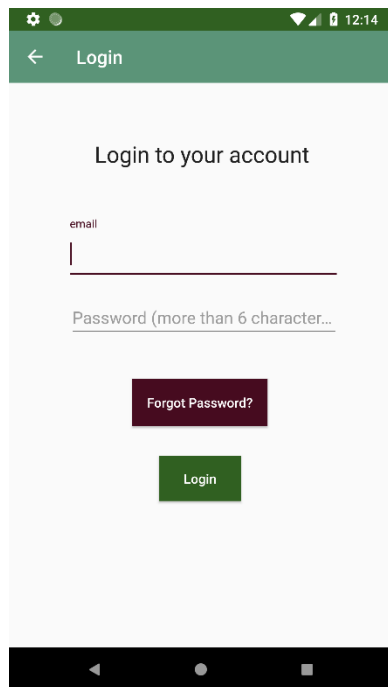 12:14
Login
Login to your account
email
Password (more than 6 character...
Forgot Password?
Login